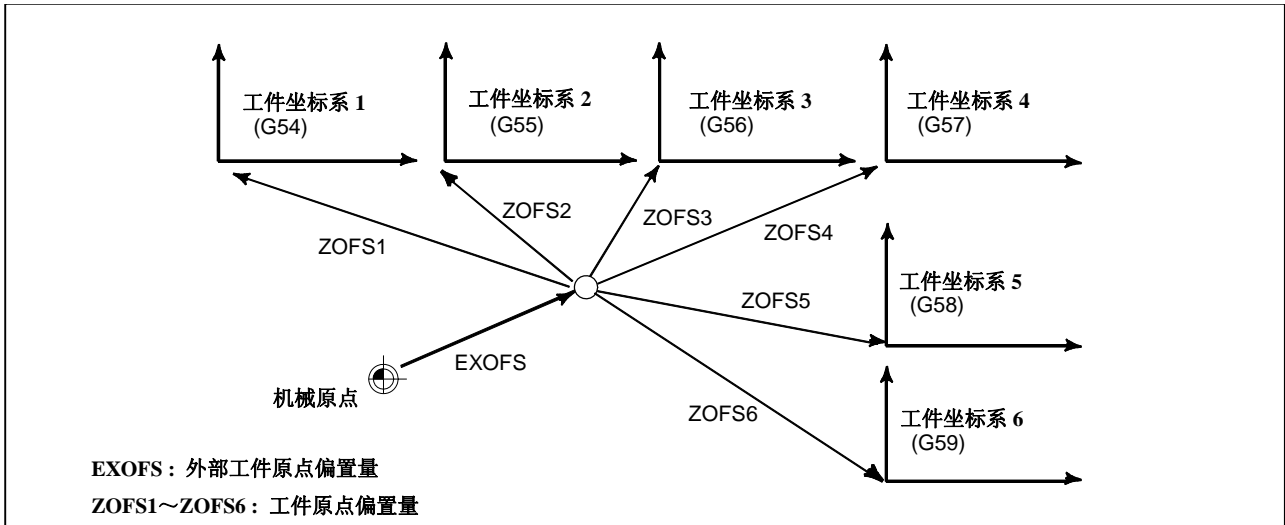 工件坐标系 1
(G54)
工件坐标系 2
(G55)
工件坐标系 3
(G56)
工件坐标系 4
(G57)
ZOFS1
ZOFS2
ZOFS3
ZOFS4
工件坐标系 5
(G58)
ZOFS5
EXOFS
机械原点
ZOFS6
工件坐标系 6
(G59)
EXOFS : 外部工件原点偏置量
ZOFS1～ZOFS6 : 工件原点偏置量